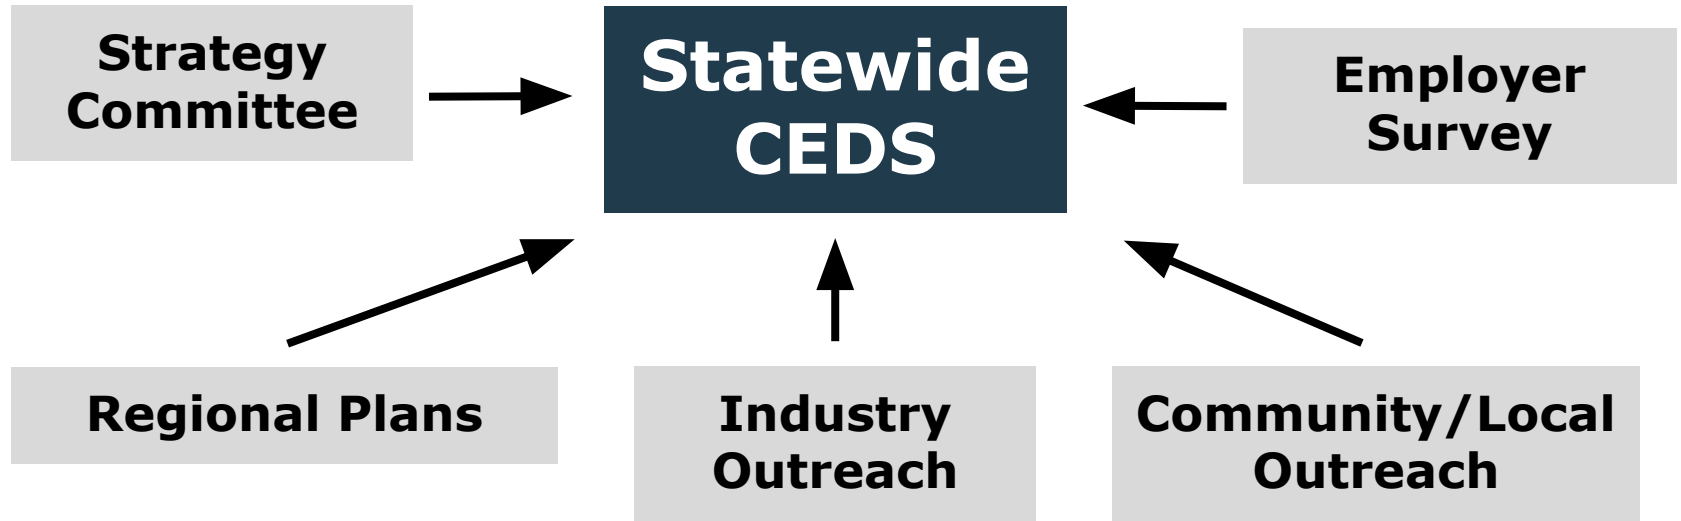 Strategy
Committee
Statewide
CEDS
Employer
Survey
Regional Plans
Industry
Outreach
Community/Local
Outreach